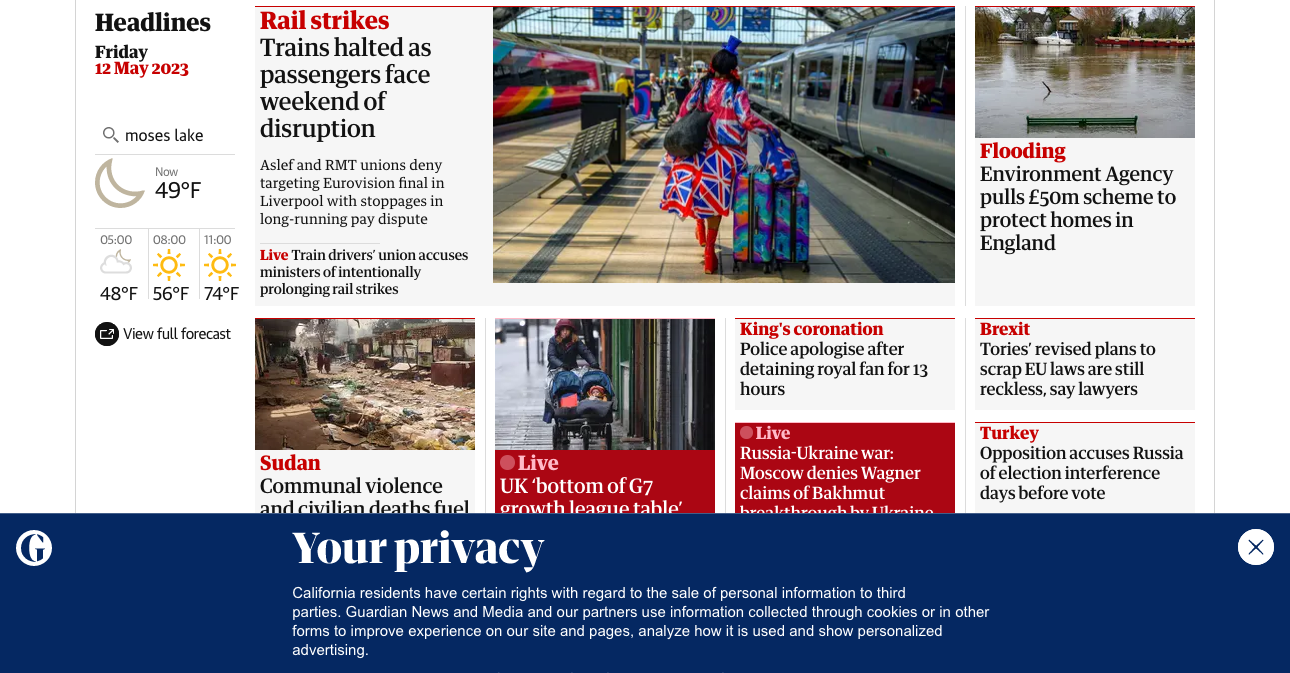 Headlines
Friday
12 May 2023
moses lake
Now
49°F
05:00
08:00
11:00
48°F
56°F
74°F
View full forecast
Rail strikes
Trains halted as
passengers face
weekend of
disruption
Aslef and RMT unions deny
targeting Eurovision final in
Liverpool with stoppages in
long-running pay dispute
Live Train drivers' union accuses
ministers of intentionally
prolonging rail strikes
Flooding
Environment Agency
pulls £50m scheme to
protect homes in
England
Sudan
Communal violence
and civilian deaths fuel
Live
UK ‘bottom of G7
growth league table’
King's coronation
Police apologise after
detaining royal fan for 13
hours
Live
Russia-Ukraine war:
Moscow denies Wagner
claims of Bakhmut
breakthrough by Ukraine
Brexit
Tories’ revised plans to
scrap EU laws are still
reckless, say lawyers
Turkey
Opposition accuses Russia
of election interference
days before vote
G
Your privacy
California residents have certain rights with regard to the sale of personal information to third
parties. Guardian News and Media and our partners use information collected through cookies or in other
forms to improve experience on our site and pages, analyze how it is used and show personalized
advertising.